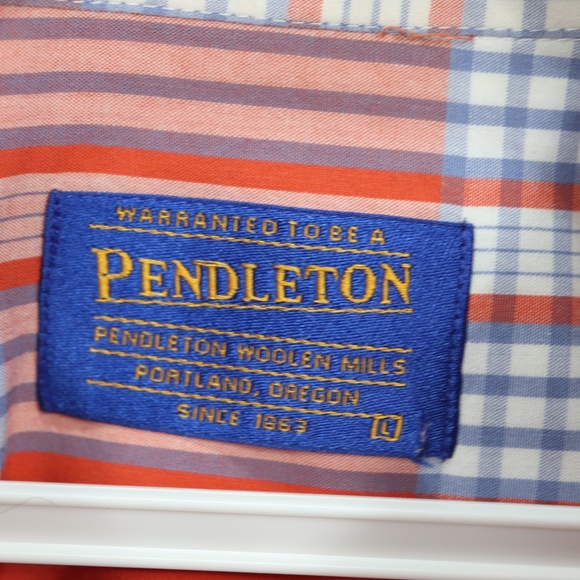 WARRANTED TO BE A
PENDLETON
PENDLETON WOOLEN MILLS
PORTLAND, OREGON
SINCE 1863 L